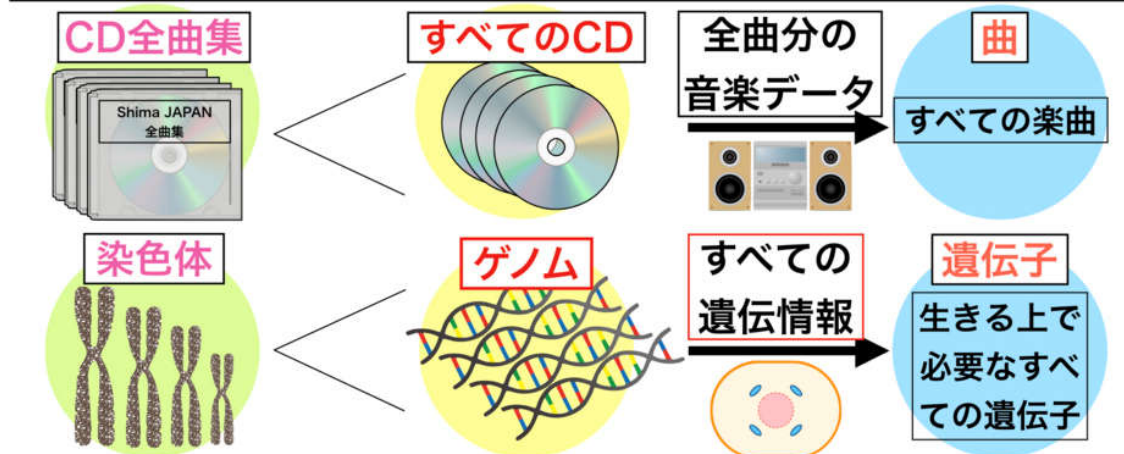 CD全曲集
Shima JAPAN
全曲集
すべてのCD
全曲分の
音楽データ
曲
すべての楽曲
染色体
ゲノム
すべての
遺伝情報
遺伝子
生きる上で
必要なすべ
ての遺伝子